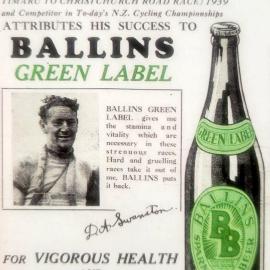 TIMARU TO CHRISTCHURCH ROAD RACE, 1939
and Competitor in To-day's N.Z. Cycling Championships
ATTRIBUTES HIS SUCCESS TO
BALLINS
GREEN LABEL
BALLINS GREEN
LABEL gives me
the stamina and
vitality which are
necessary in these
strenuous races.
Hard and gruelling
races take it out of
me. BALLINS puts
it back.
D. A. Swanston.
FOR VIGOROUS HEALTH
GREEN LABEL
BALLINS
BB
BEER